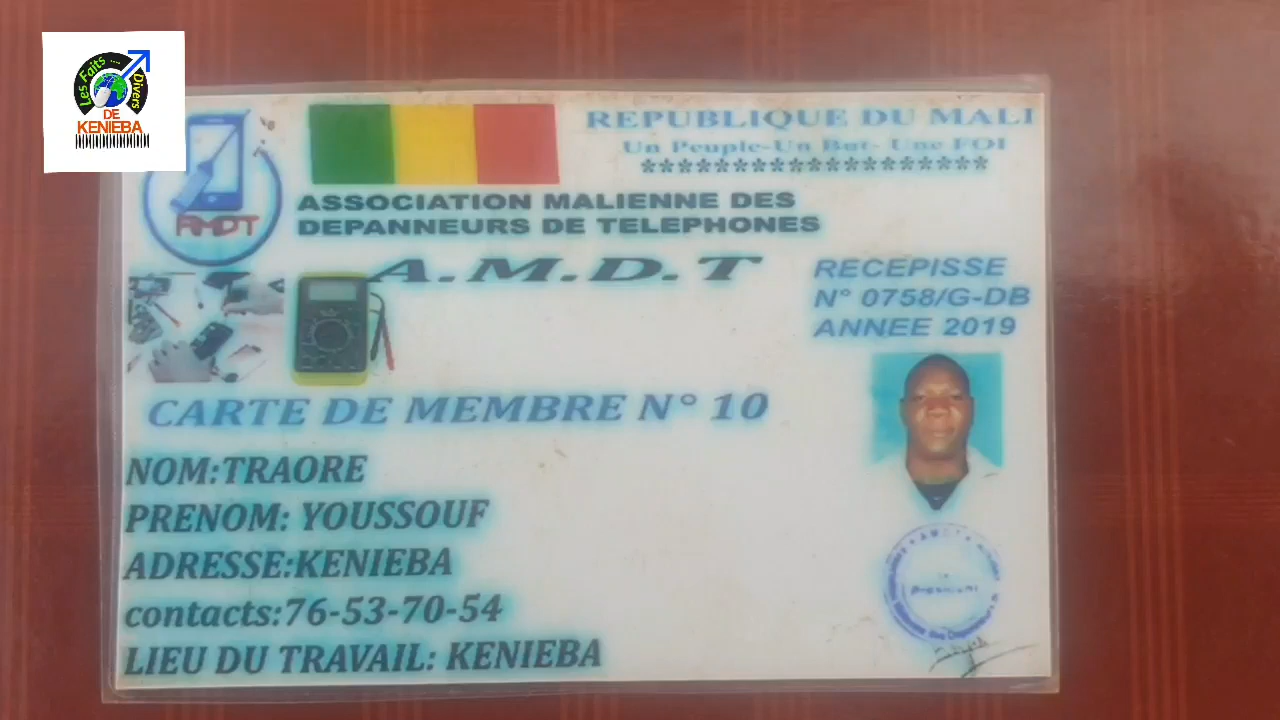 Les Faits .... Divers
DE
KENIEBA
AMDT
REPUBLIQUE DU MALI
Un Peuple-Un But- Une FOI
********************
ASSOCIATION MALIENNE DES
DEPANNEURS DE TELEPHONES
A.M.D.T
RECEPISSE
N° 0758/G-DB
ANNEE 2019
CARTE DE MEMBRE N° 10
NOM:TRAORE
PRENOM: YOUSSOUF
ADRESSE:KENIEBA
contacts:76-53-70-54
LIEU DU TRAVAIL: KENIEBA
Président